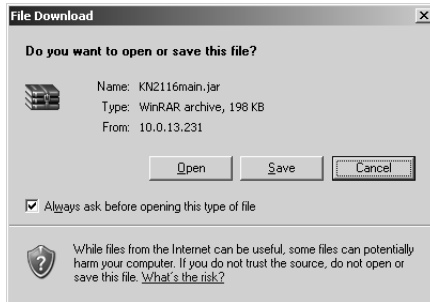 File Download
Do you want to open or save this file?
Name: KN2116main.jar
Type: WinRAR archive, 198 KB
From: 10.0.13.231
Open Save Cancel
Always ask before opening this type of file
While files from the Internet can be useful, some files can potentially
harm your computer. If you do not trust the source, do not open or
save this file. What's the risk?